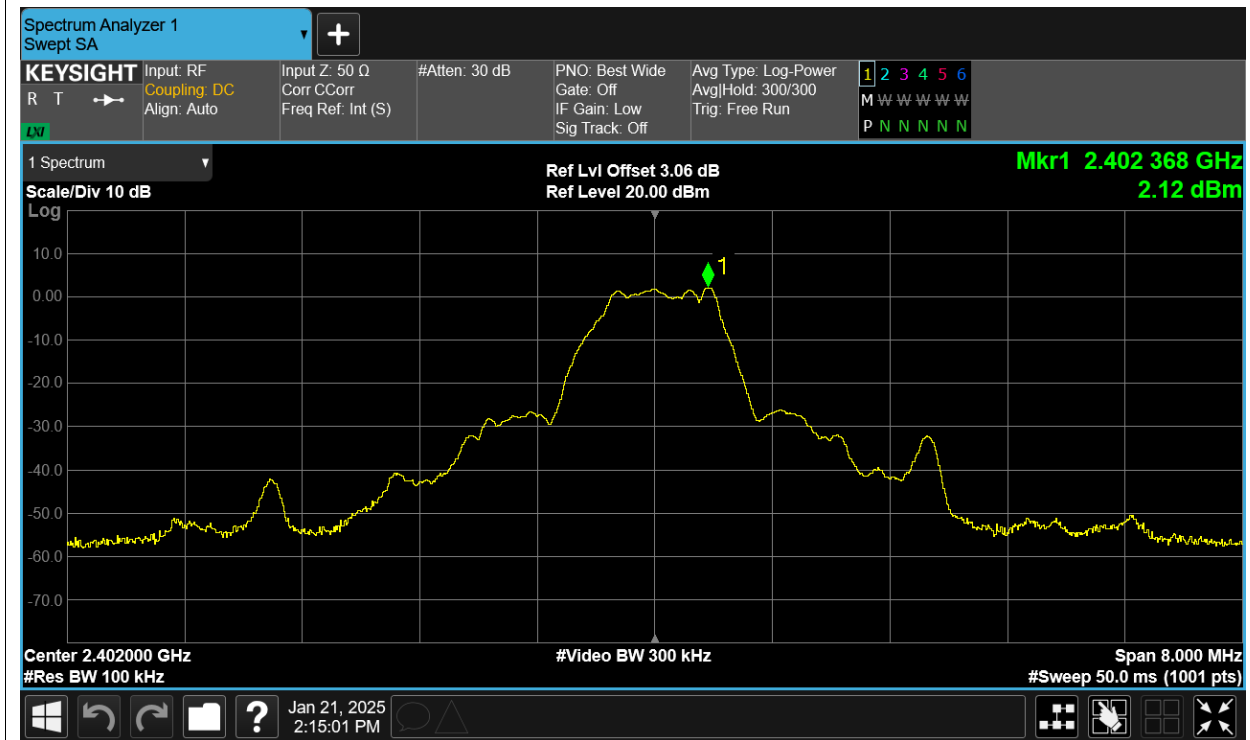 Spectrum Analyzer 1
Swept SA
+
KEYSIGHT
R T
LXI
Input: RF
Coupling: DC
Align: Auto
Input Z: 50 Ω
Corr CCorr
Freq Ref: Int (S)
#Atten: 30 dB
PNO: Best Wide
Gate: Off
IF Gain: Low
Sig Track: Off
Avg Type: Log-Power
Avg|Hold: 300/300
Trig: Free Run
1 2 3 4 5 6
M W W W W W
P N N N N N
1 Spectrum
Scale/Div 10 dB
Ref Lvl Offset 3.06 dB
Ref Level 20.00 dBm
Mkr1 2.402 368 GHz
2.12 dBm
Log
10.0
0.00
-10.0
-20.0
-30.0
-40.0
-50.0
-60.0
-70.0
1
Center 2.402000 GHz
#Res BW 100 kHz
#Video BW 300 kHz
Span 8.000 MHz
#Sweep 50.0 ms (1001 pts)
?
Jan 21, 2025
2:15:01 PM